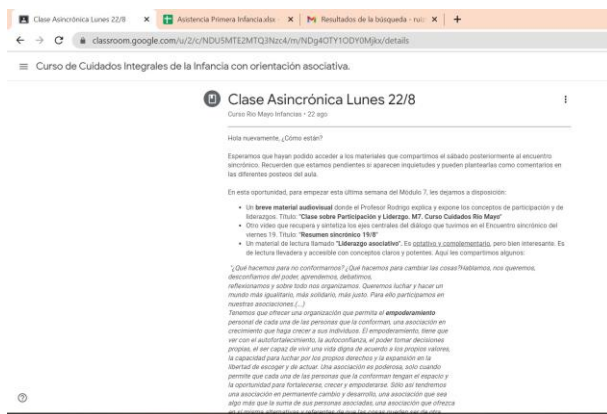 Clase Asincrónica Lunes 22/8
Asistencia Primera Infancia.xlsx
Resultados de la búsqueda -
classroom.google.com/u/2/c/NDU5MTE2MTQ3Nzc4/m/NDg4OTY1ODY0Mjkx/details
Curso de Cuidados Integrales de la Infancia con orientación asociativa.
Clase Asincrónica Lunes 22/8
Curso Rio Mayo Infancias • 22 ago
Hola nuevamente, ¿Cómo están?
Esperamos que hayan podido acceder a los materiales que compartimos el sábado posteriormente al encuentro
sincrónico. Recuerden que estamos pendientes si aparecen inquietudes y pueden plantearlas como comentarios en
las diferentes posteos del aula.
En esta oportunidad, para empezar esta última semana del Módulo 7, les dejamos a disposición:
• Un breve material audiovisual donde el Profesor Rodrigo explica y expone los conceptos de participación y de
liderazgos. Título: "Clase sobre Participación y Liderzgo. M7. Curso Cuidados Rio Mayo"
• Otro video que recupera y sintetiza los ejes centrales del diálogo que tuvimos en el Encuentro sincrónico del
viernes 19. Título: "Resumen sincrónico 19/8"
• Un material de lectura llamado "Liderazgo asociativo". Es optativo y complementario, pero bien interesante. Es
de lectura llevadera y accesible con conceptos claros y potentes. Aquí les compartimos algunos:
"¿Qué hacemos para no conformarnos? ¿Qué hacemos para cambiar las cosas?Hablamos, nos queremos,
desconfiamos del poder, aprendemos, debatimos,
reflexionamos y sobre todo nos organizamos. Queremos luchar y hacer un
mundo más igualitario, más solidario, más justo. Para ello participamos en
nuestras asociaciones.(...)
Tenemos que ofrecer una organización que permita el empoderamiento
personal de cada una de las personas que la conforman, una asociación en
crecimiento que haga crecer a sus individuos. El empoderamiento, tiene que
ver con el autofortalecimiento, la autoconfianza, el poder tomar decisiones
propias, el ser capaz de vivir una vida digna de acuerdo a los propios valores,
la capacidad para luchar por los propios derechos y la expansión en la
libertad de escoger y de actuar. Una asociación es poderosa, solo cuando
permite que cada una de las personas que la conforman tengan el espacio y
la oportunidad para fortalecerse, crecer y empoderarse. Sólo así tendremos
una asociación en permanente cambio y desarrollo, una asociación que sea
algo más que la suma de sus personas asociadas, una asociación que ofrezca
en sí misma alternativas y referentes de que las cosas pueden ser de otra